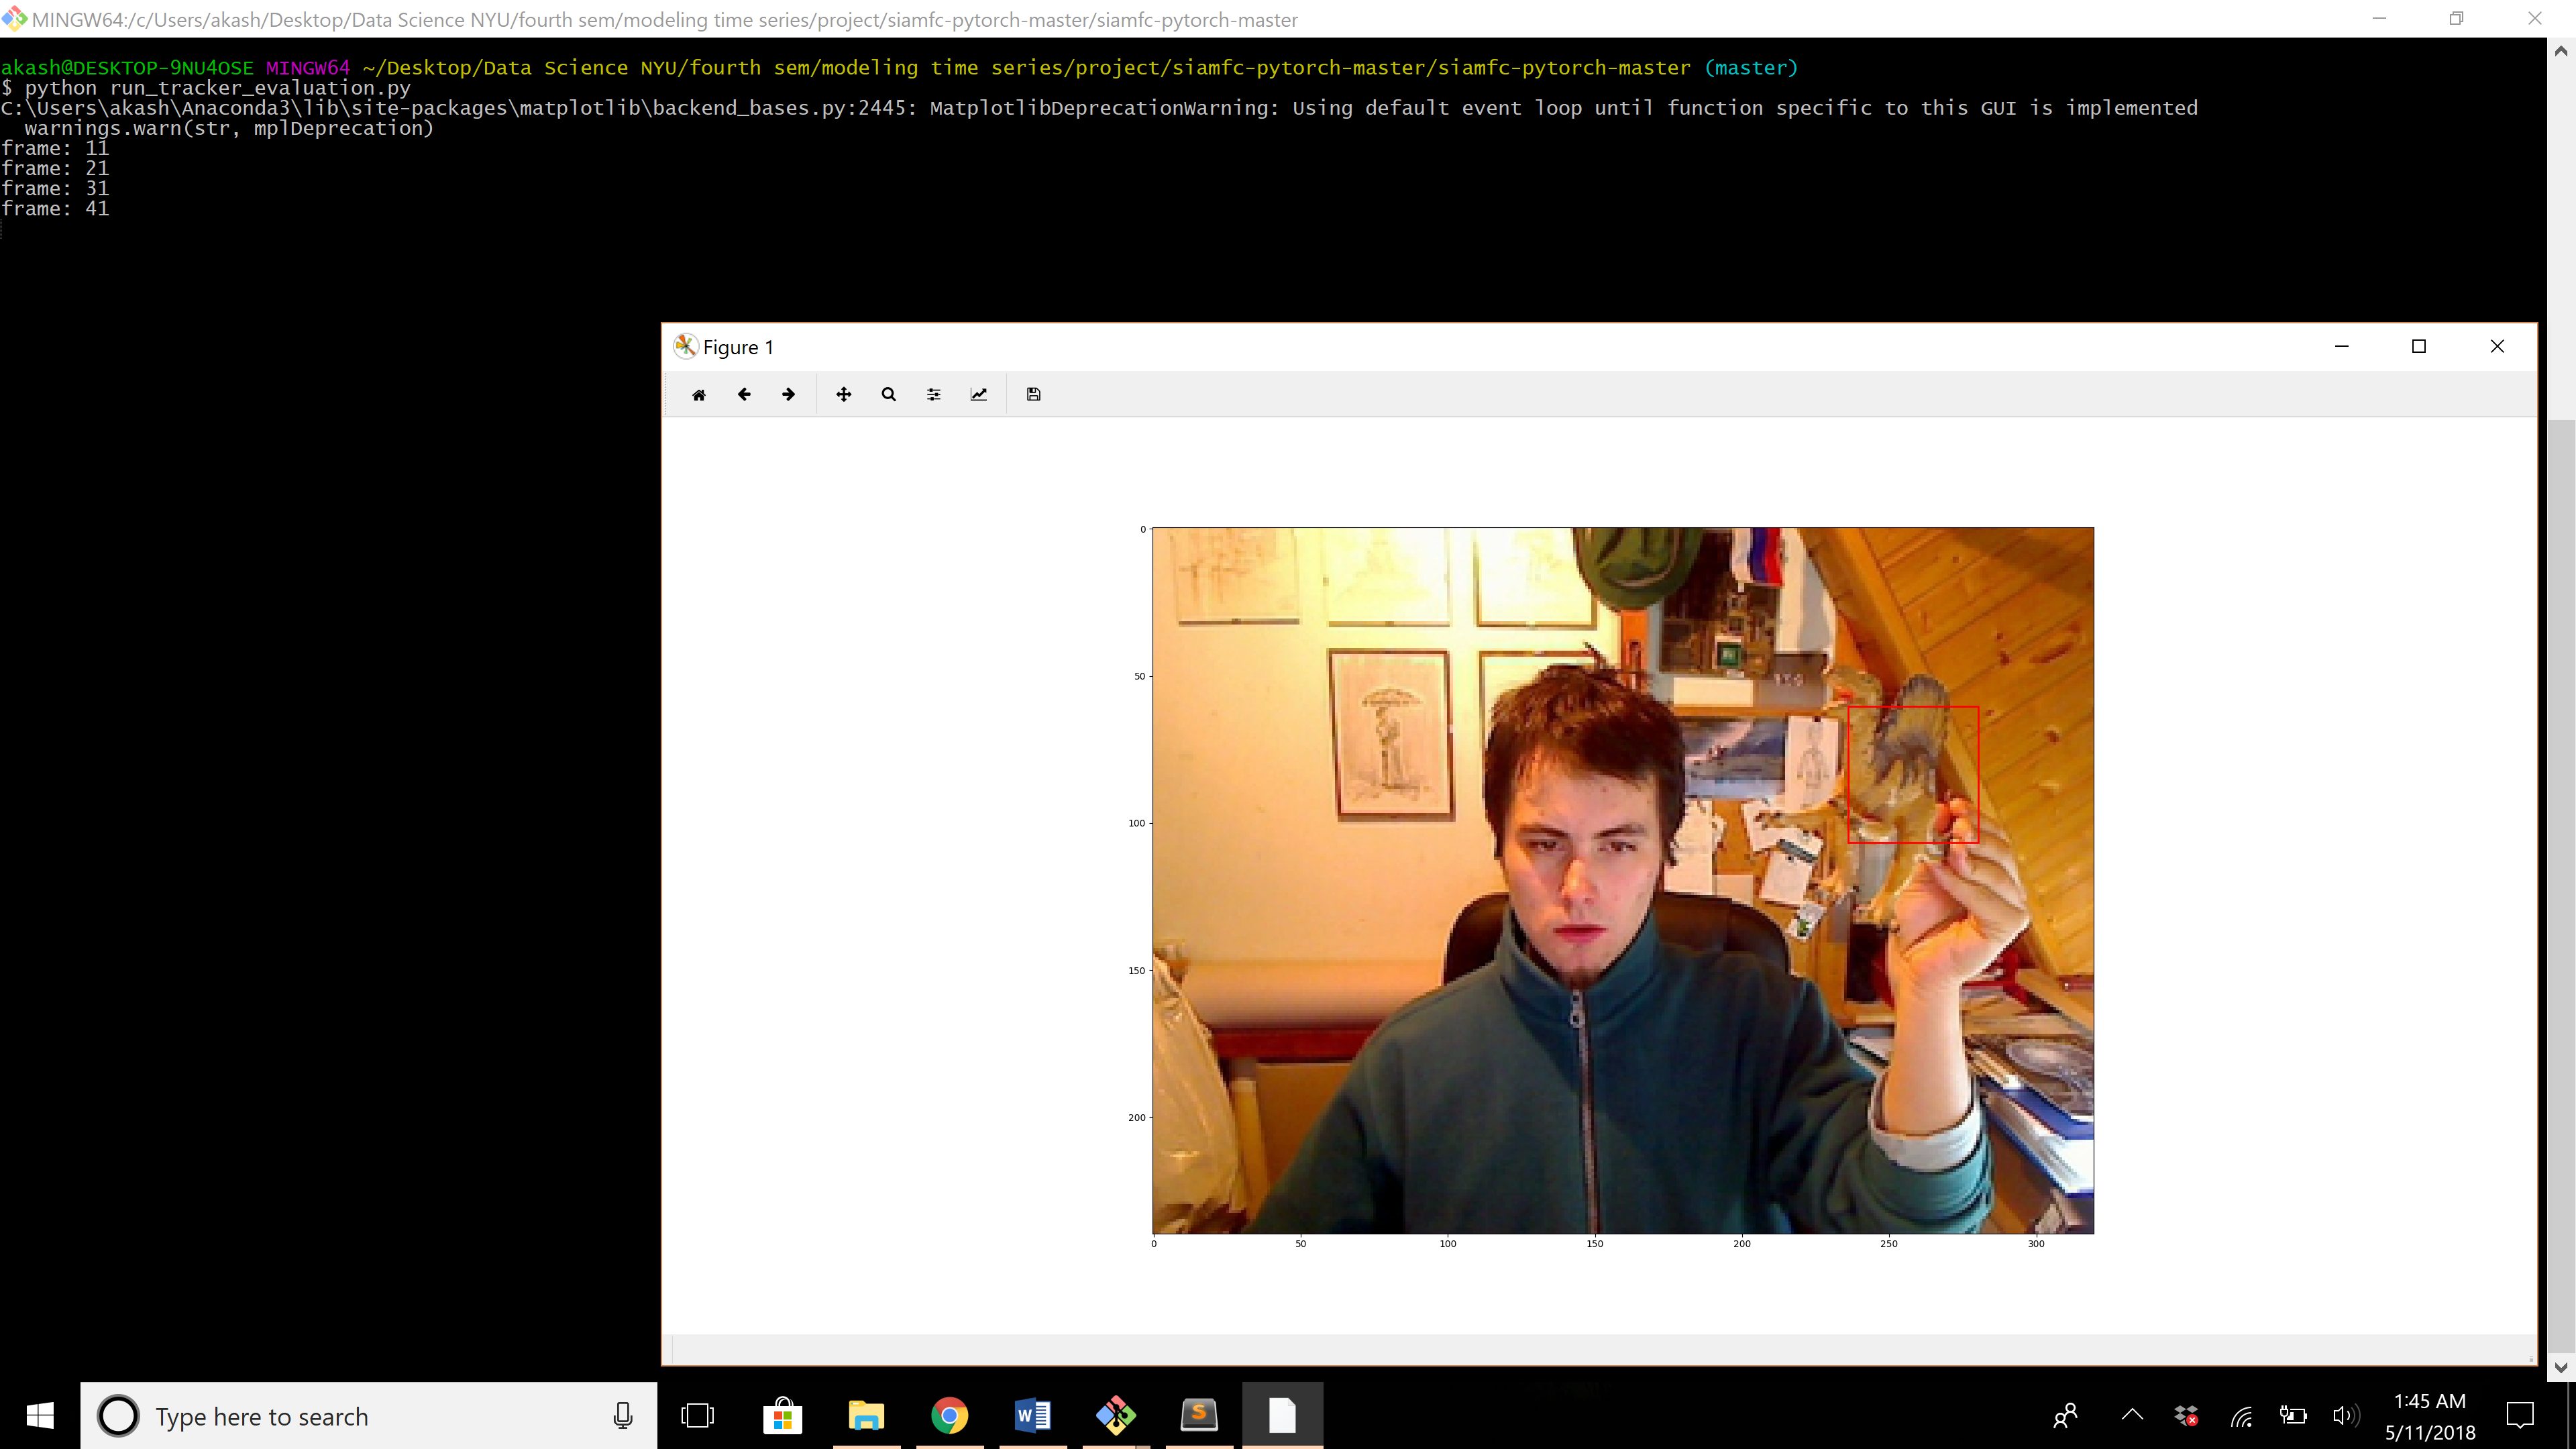 MINGW64:/c/Users/akash/Desktop/Data Science NYU/fourth sem/modeling time series/project/siamfc-pytorch-master/siamfc-pytorch-master
akash@DESKTOP-9NU4OSE MINGW64 ~/Desktop/Data Science NYU/fourth sem/modeling time series/project/siamfc-pytorch-master/siamfc-pytorch-master (master)
$ python run_tracker_evaluation.py
C:\Users\akash\Anaconda3\lib\site-packages\matplotlib\backend_bases.py:2445: MatplotlibDeprecationWarning: Using default event loop until function specific to this GUI is implemented
warnings.warn(str, mplDeprecation)
frame: 11
frame: 21
frame: 31
frame: 41
Figure 1
0
50
100
150
200
0 50 100 150 200 250 300
Type here to search
1:45 AM
5/11/2018